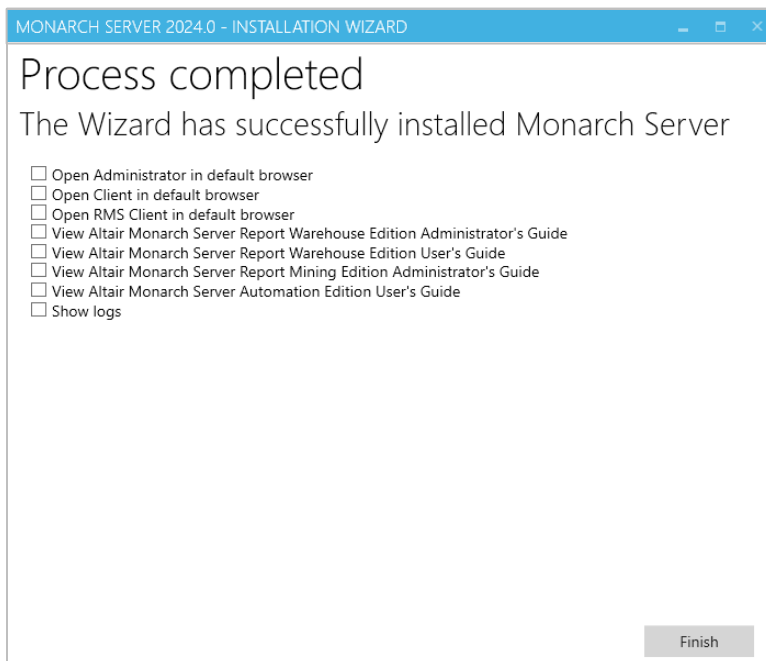 MONARCH SERVER 2024.0 - INSTALLATION WIZARD
Process completed
The Wizard has successfully installed Monarch Server
Open Administrator in default browser
Open Client in default browser
Open RMS Client in default browser
View Altair Monarch Server Report Warehouse Edition Administrator's Guide
View Altair Monarch Server Report Warehouse Edition User's Guide
View Altair Monarch Server Report Mining Edition Administrator's Guide
View Altair Monarch Server Automation Edition User's Guide
Show logs
Finish